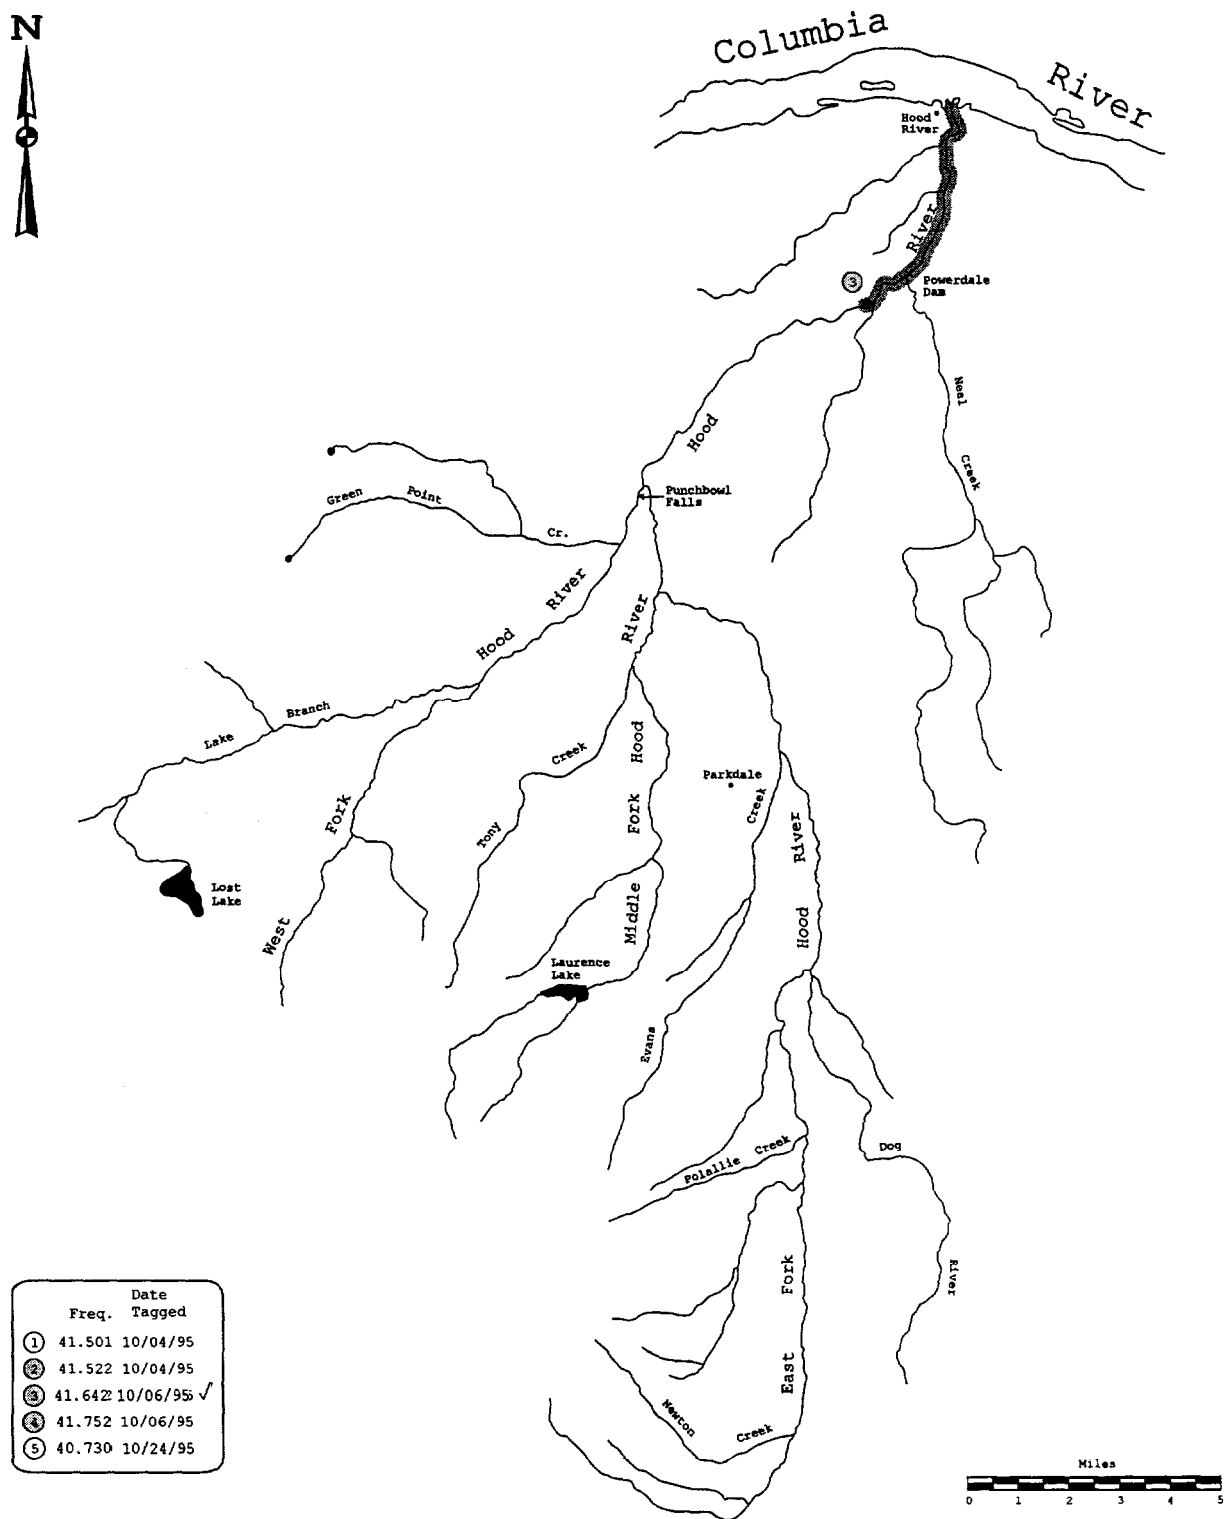 N
Columbia
River
Hood
River
River
3
Powerdale
Dam
Neal
Creek
Hood
Punchbowl
Falls
Green Point Cr.
River
Hood
River
Branch
Lake
Hood
Creek
Parkdale
Creek
River
Fork
Fork
Tony
Lost
Lake
Middle
Hood
West
Laurence
Lake
Evans
Dog
Polallie Creek
River
Fork
East
Newton
Creek
Date
Freq. Tagged
1 41.501 10/04/95
2 41.522 10/04/95
3 41.642 10/06/95 √
4 41.752 10/06/95
5 40.730 10/24/95
Miles
0 1 2 3 4 5